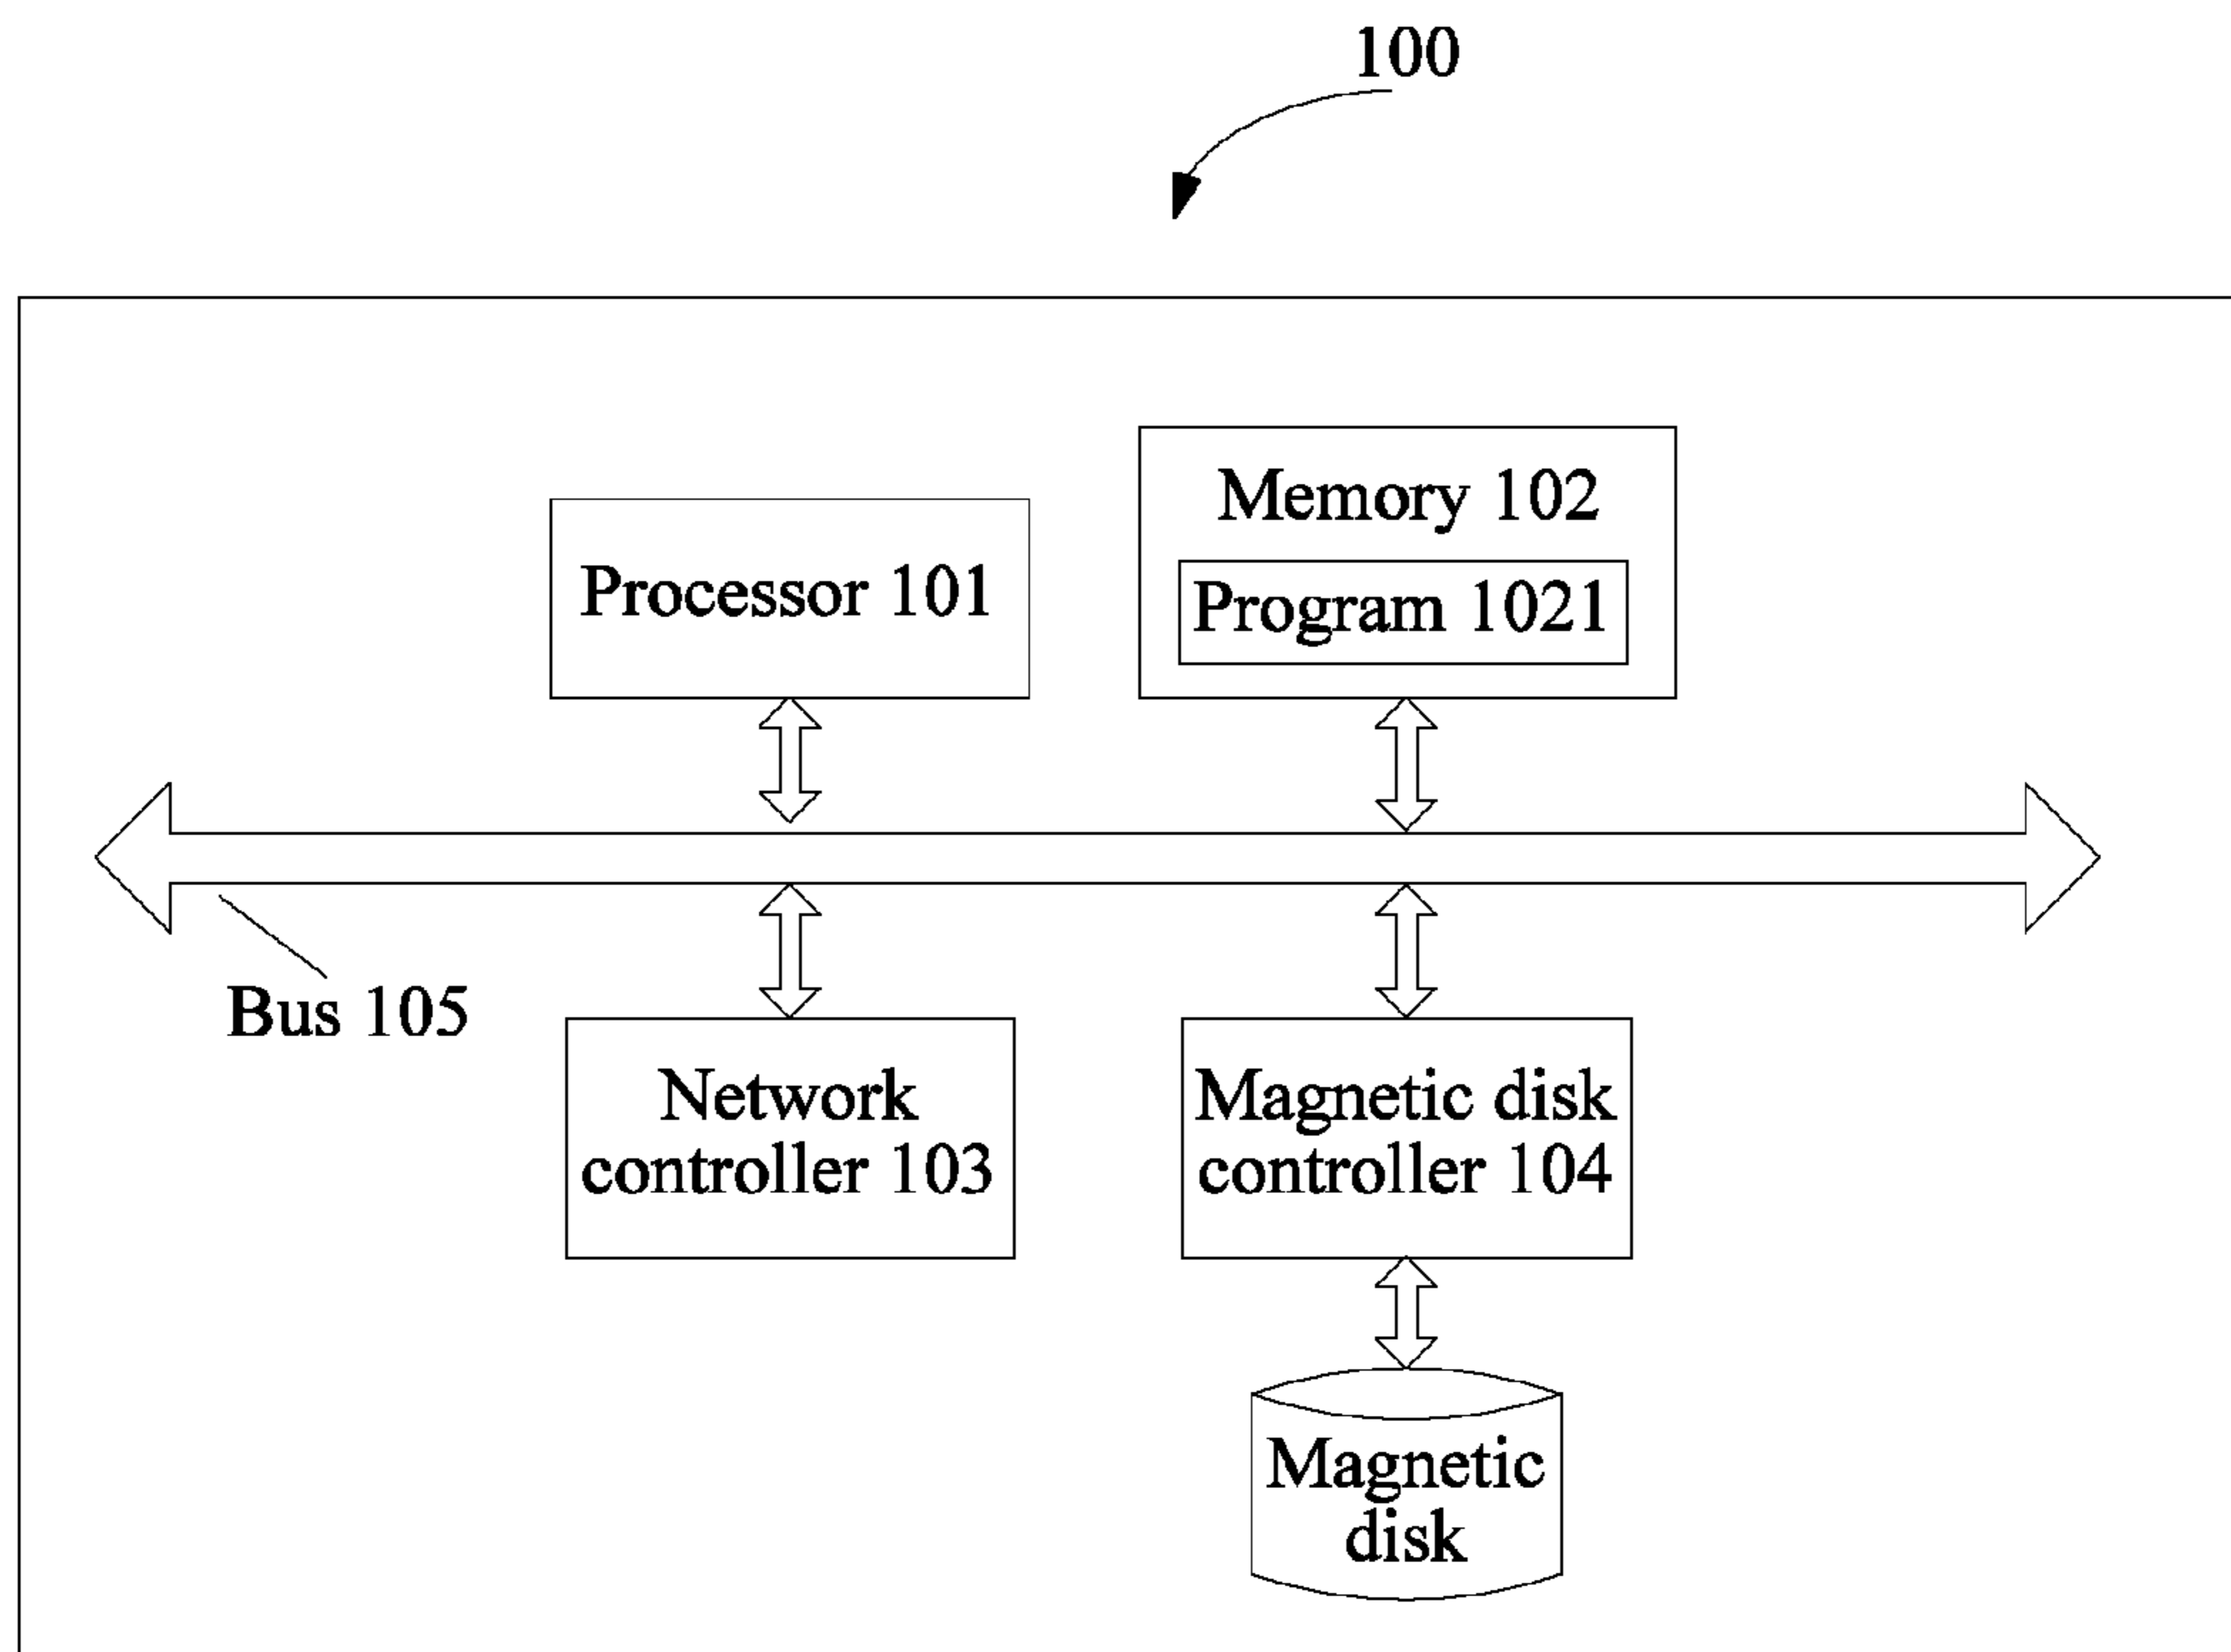 100
Memory 102
Processor 101
Program 1021
Bus 105
Network
controller 103
Magnetic disk
controller 104
Magnetic
disk